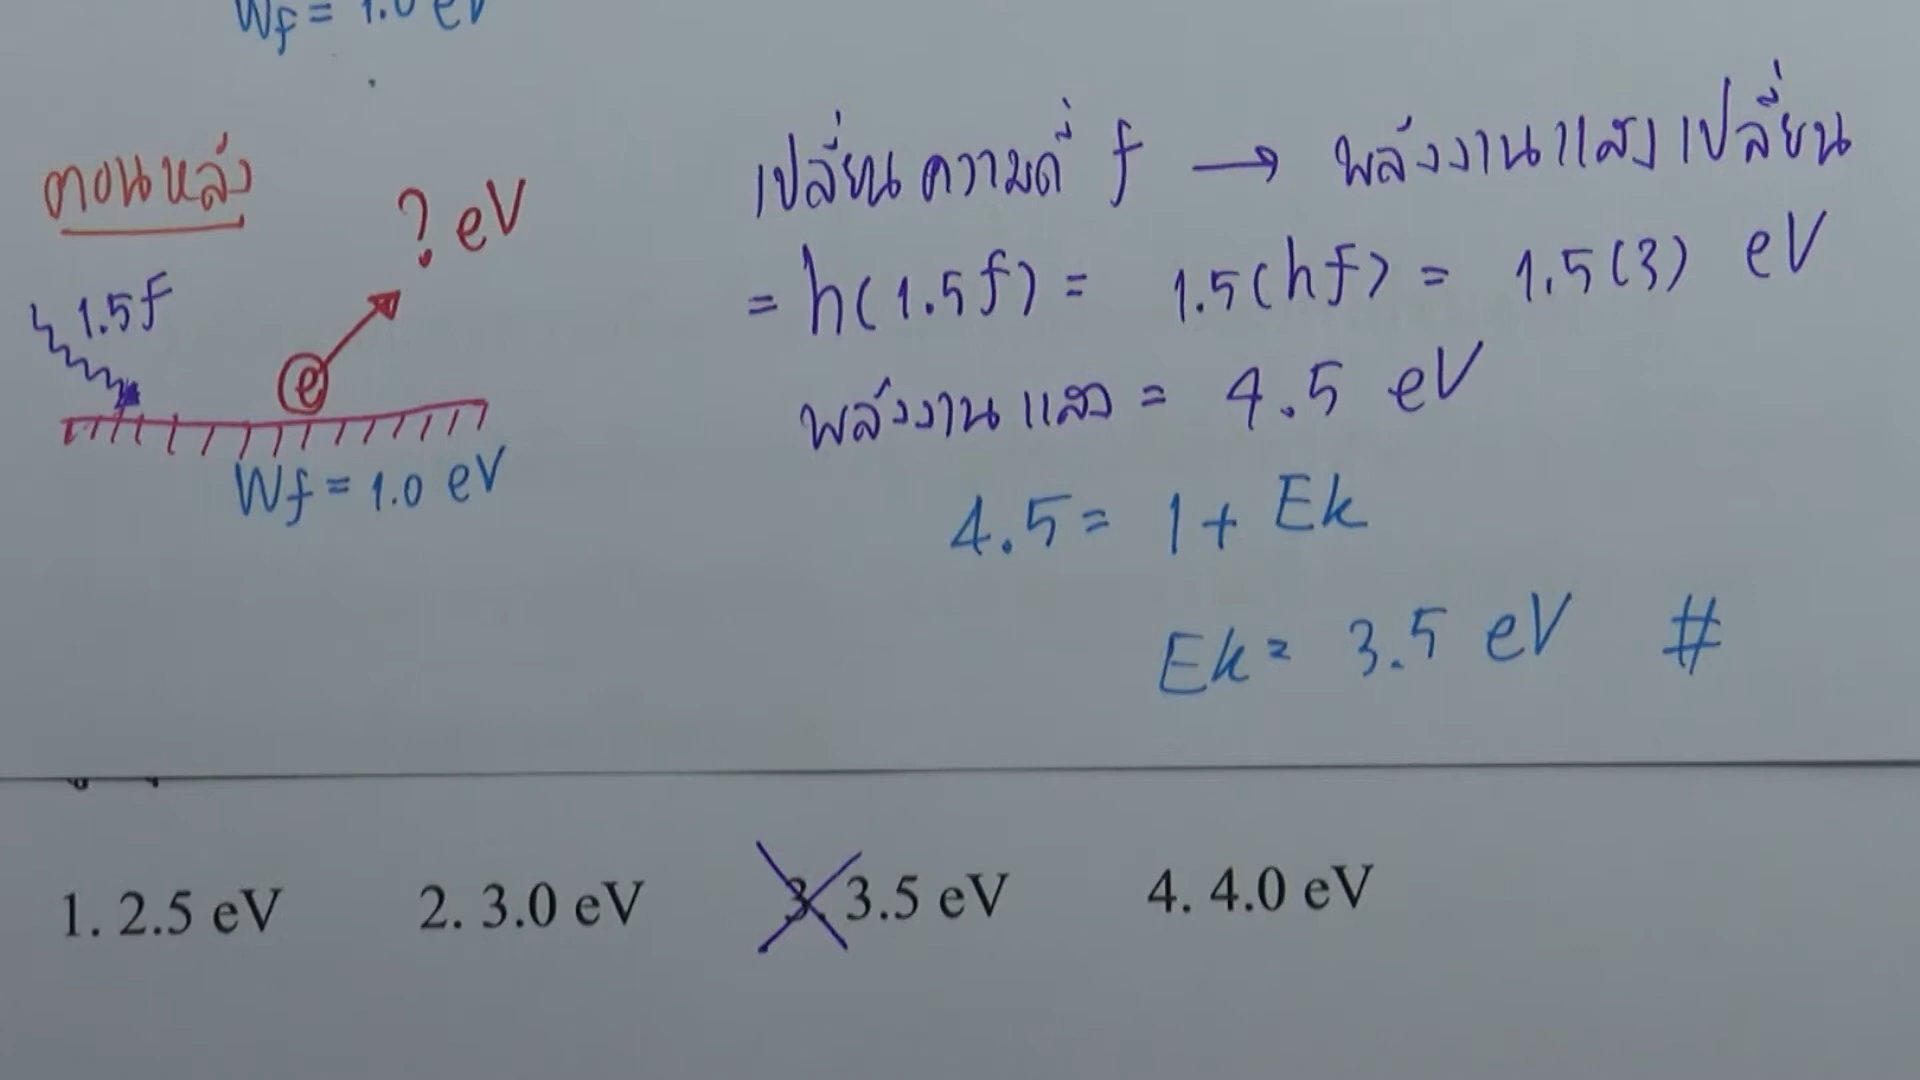 Wf = 1.0 eV
ตอนหลัง
? eV
1.5f
e
Wf = 1.0 eV
เปลี่ยนความถี่ f → พลังงานแสงเปลี่ยน
= h(1.5f) = 1.5(hf) = 1.5(3) eV
พลังงานแสง = 4.5 eV
4.5 = 1 + Ek
Ek = 3.5 eV #
1. 2.5 eV 2. 3.0 eV 3. 3.5 eV 4. 4.0 eV